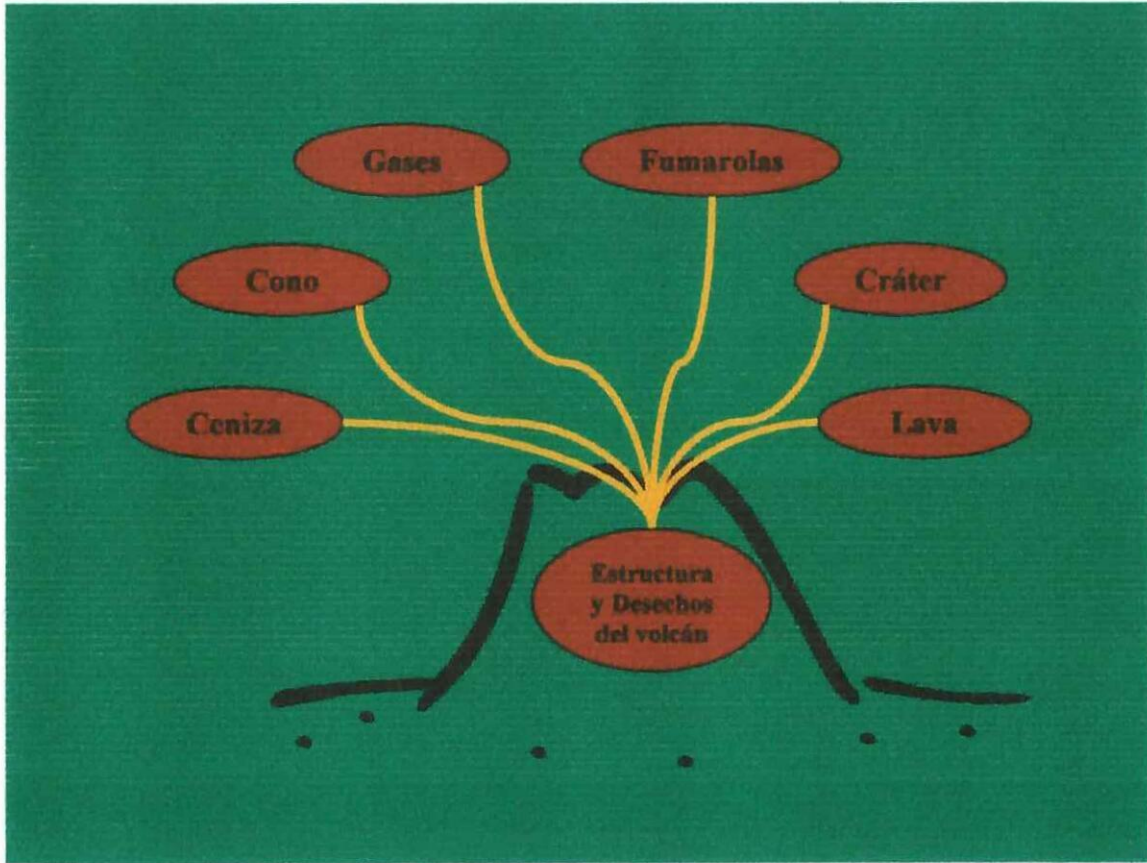 Gases
Fumarolas
Cono
Cráter
Ceniza
Lava
Estructura
y Desechos
del volcán